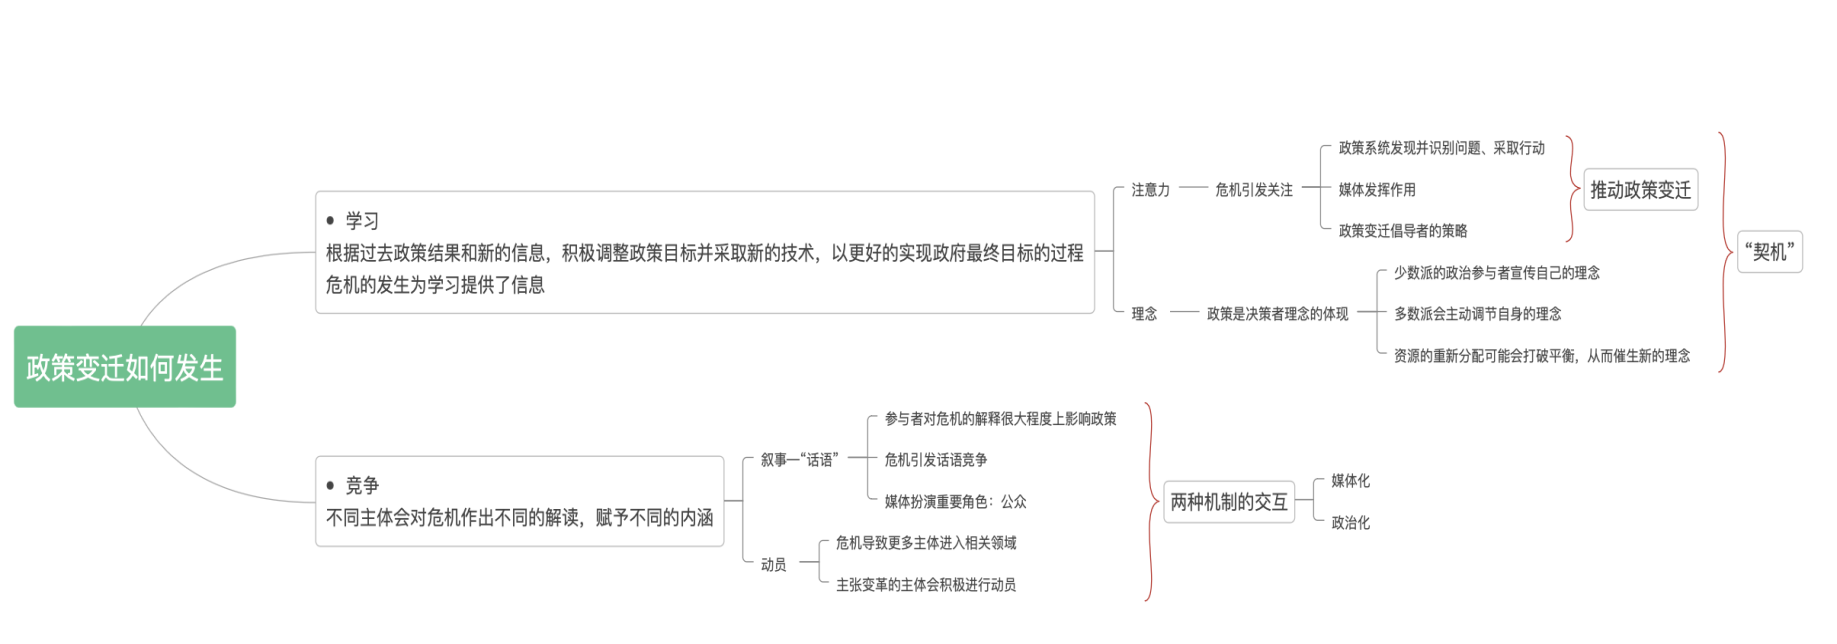 政策变迁如何发生
• 学习
根据过去政策结果和新的信息，积极调整政策目标并采取新的技术，以更好的实现政府最终目标的过程
危机的发生为学习提供了信息
注意力
危机引发关注
政策系统发现并识别问题、采取行动
媒体发挥作用
政策变迁倡导者的策略
推动政策变迁
理念
政策是决策者理念的体现
少数派的政治参与者宣传自己的理念
多数派会主动调节自身的理念
资源的重新分配可能会打破平衡，从而催生新的理念
“契机”
• 竞争
不同主体会对危机作出不同的解读，赋予不同的内涵
叙事—“话语”
参与者对危机的解释很大程度上影响政策
危机引发话语竞争
媒体扮演重要角色：公众
动员
危机导致更多主体进入相关领域
主张变革的主体会积极进行动员
两种机制的交互
媒体化
政治化